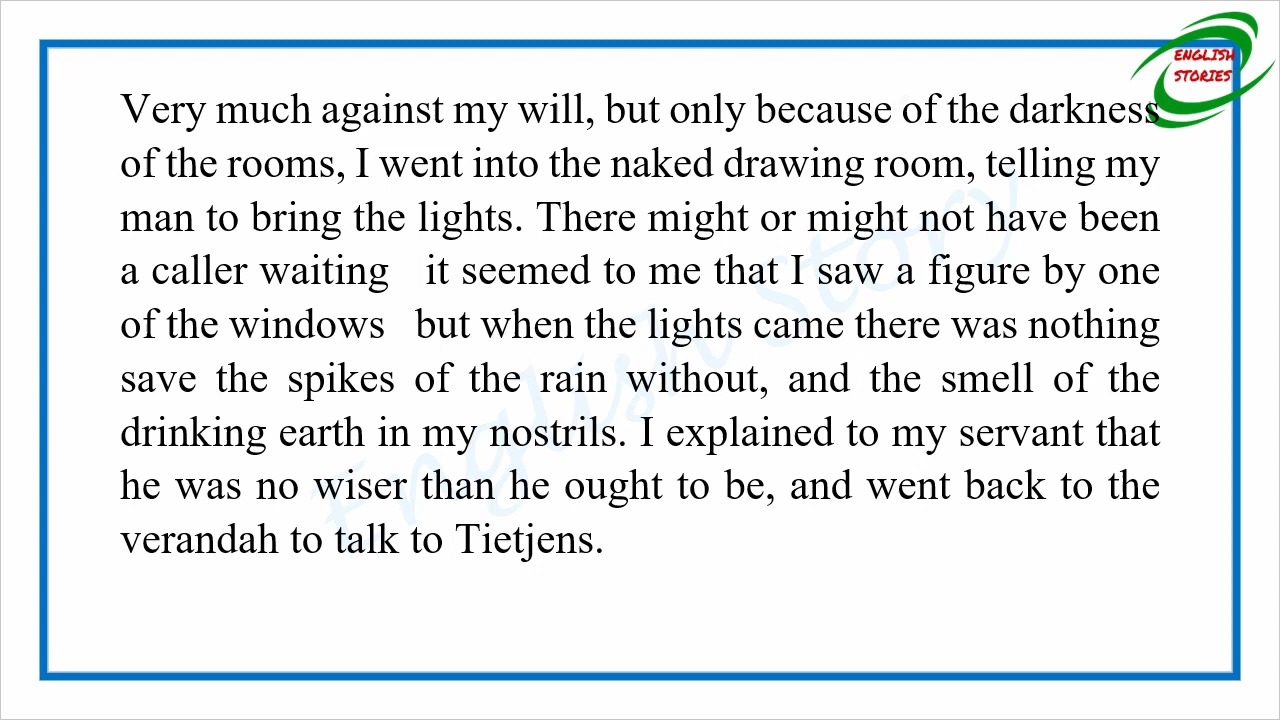 ENGLISH
STORIES
Very much against my will, but only because of the darkness
of the rooms, I went into the naked drawing room, telling my
man to bring the lights. There might or might not have been
a caller waiting   it seemed to me that I saw a figure by one
of the windows   but when the lights came there was nothing
save the spikes of the rain without, and the smell of the
drinking earth in my nostrils. I explained to my servant that
he was no wiser than he ought to be, and went back to the
verandah to talk to Tietjens.
English Story